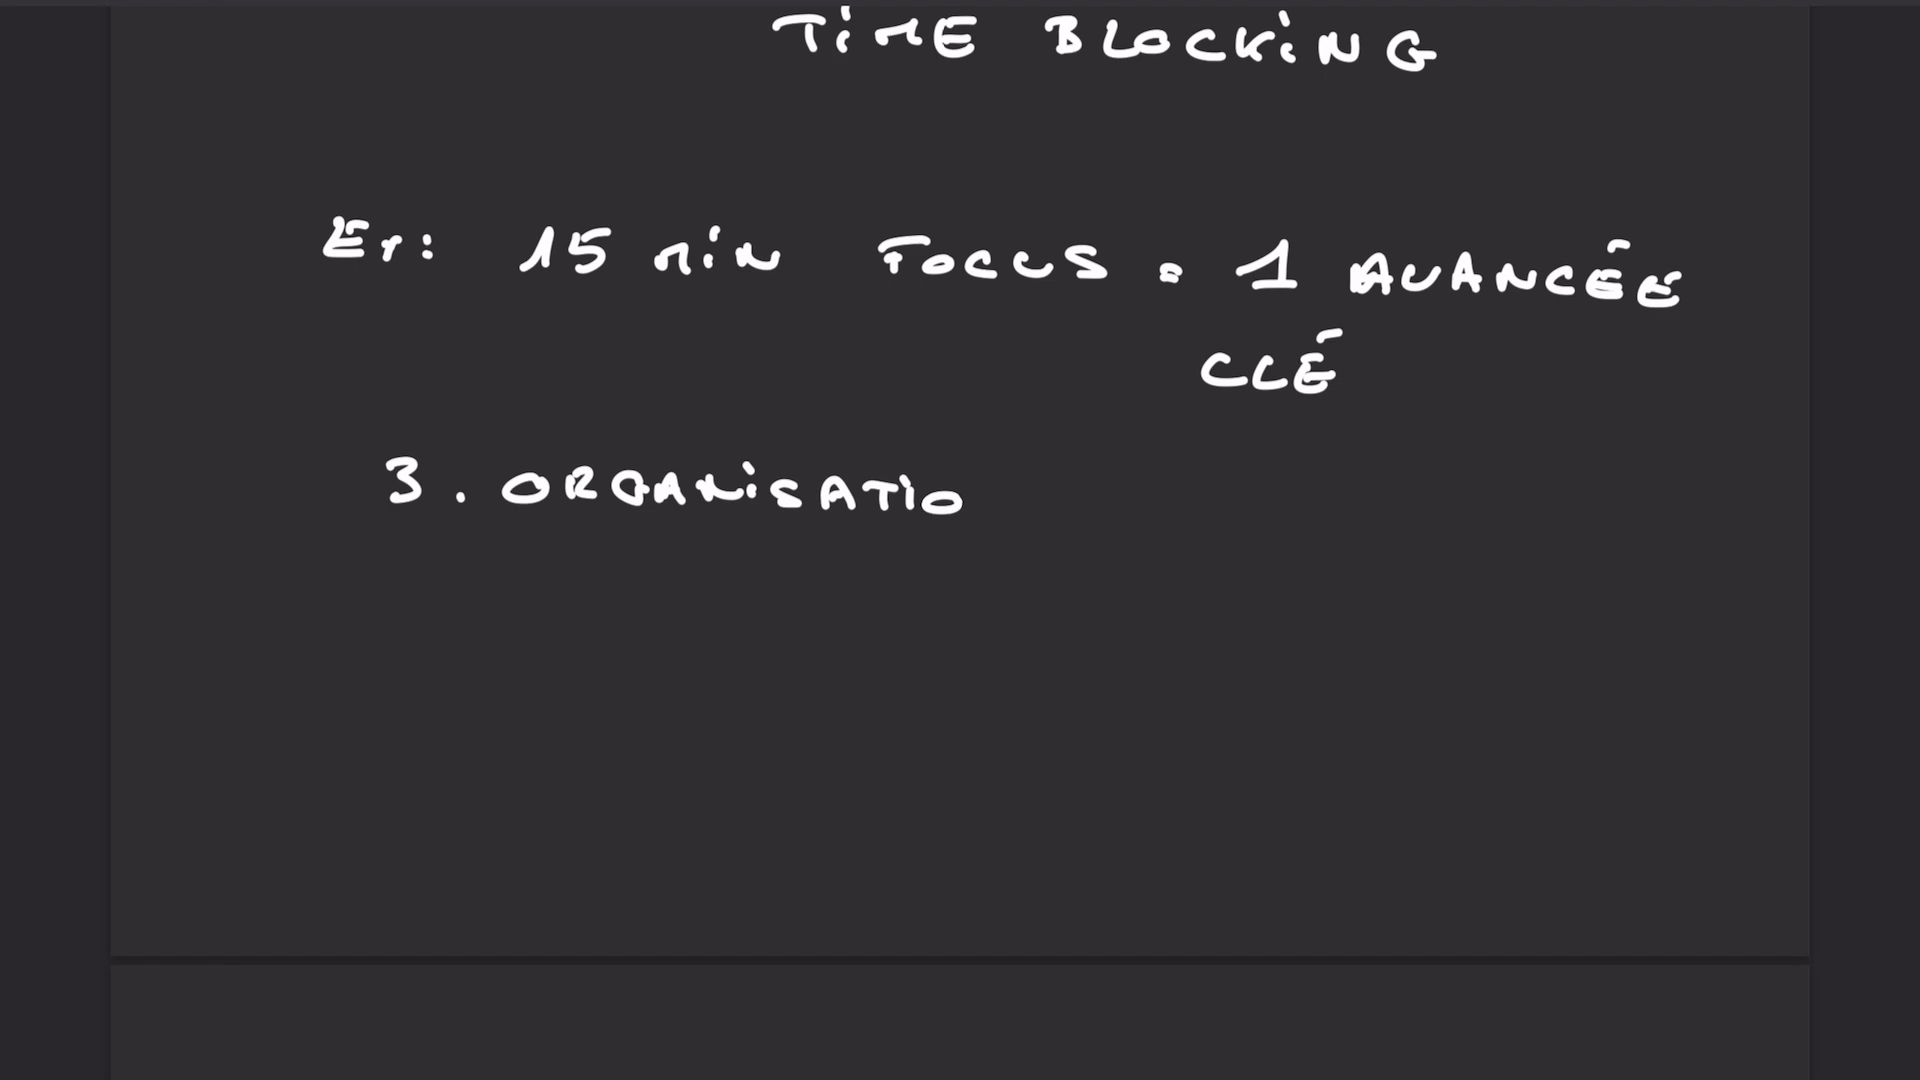 TiME BLOCKiNG
Ex: 15 MiN FOCUS = 1 AVANCÉE
CLÉ
3. ORGANiSATIO